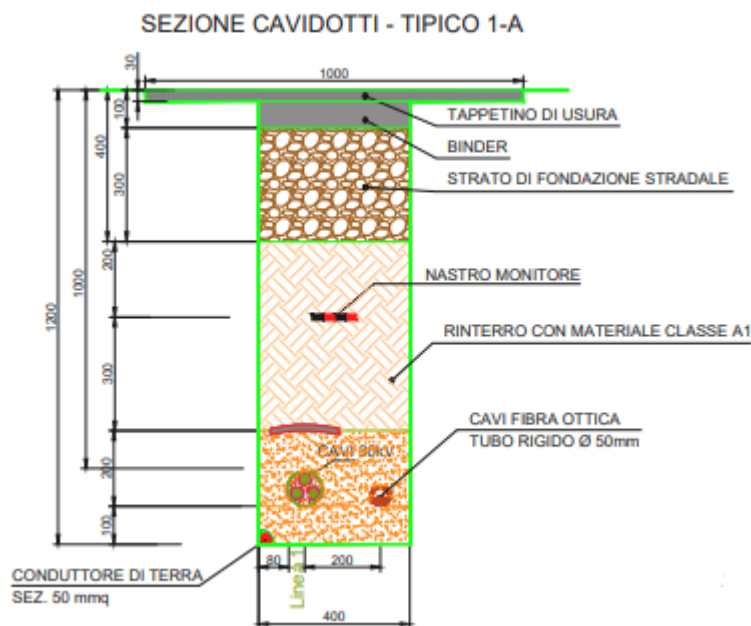 SEZIONE CAVIDOTTI - TIPICO 1-A
30
1000
TAPPETINO DI USURA
100
BINDER
400
STRATO DI FONDAZIONE STRADALE
300
200
1000
NASTRO MONITORE
1200
RINTERRO CON MATERIALE CLASSE A1
300
CAVI FIBRA OTTICA
TUBO RIGIDO Ø 50mm
CAVI 30kV
200
100
CONDUTTORE DI TERRA
SEZ. 50 mmq
80
Linea 1
200
400